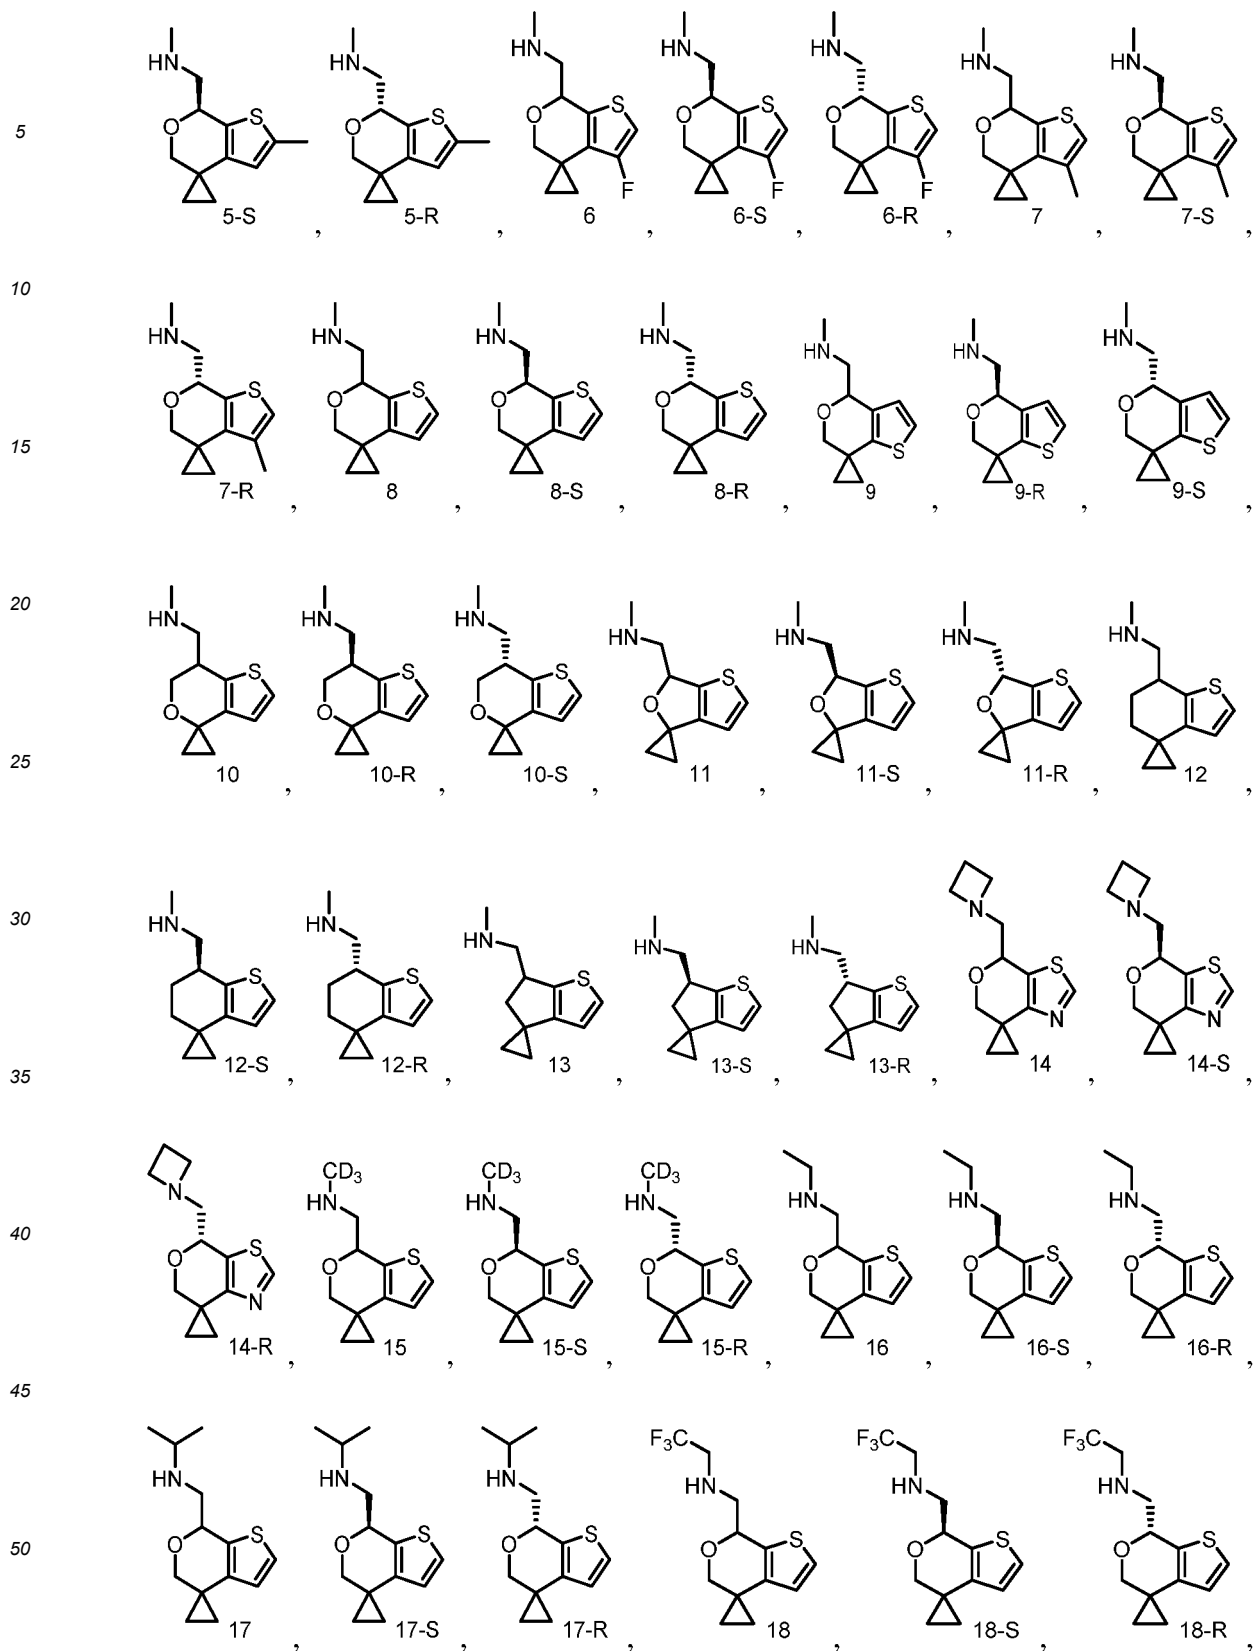 HN HN HN HN HN HN HN
O S O S O S O S O S O S O S
F F F
5
5-S , 5-R , 6 , 6-S , 6-R , 7 , 7-S ,
10
HN HN HN HN HN HN HN
O S O S O S O S O O O
S S S
15
7-R , 8 , 8-S , 8-R , 9 , 9-R , 9-S ,
20
HN HN HN HN HN HN HN
S S S O S O S O S S
O O O
25
10 , 10-R , 10-S , 11 , 11-S , 11-R , 12 ,
30
HN HN HN HN HN N N
S S S S S O S O S
N N
35
12-S , 12-R , 13 , 13-S , 13-R , 14 , 14-S ,
CD3 CD3 CD3
N HN HN HN HN HN HN
40
O S O S O S O S O S O S O S
N
14-R , 15 , 15-S , 15-R , 16 , 16-S , 16-R ,
45
F3C F3C F3C
HN HN HN HN HN HN
50
O S O S O S O S O S O S
17 , 17-S , 17-R , 18 , 18-S , 18-R ,